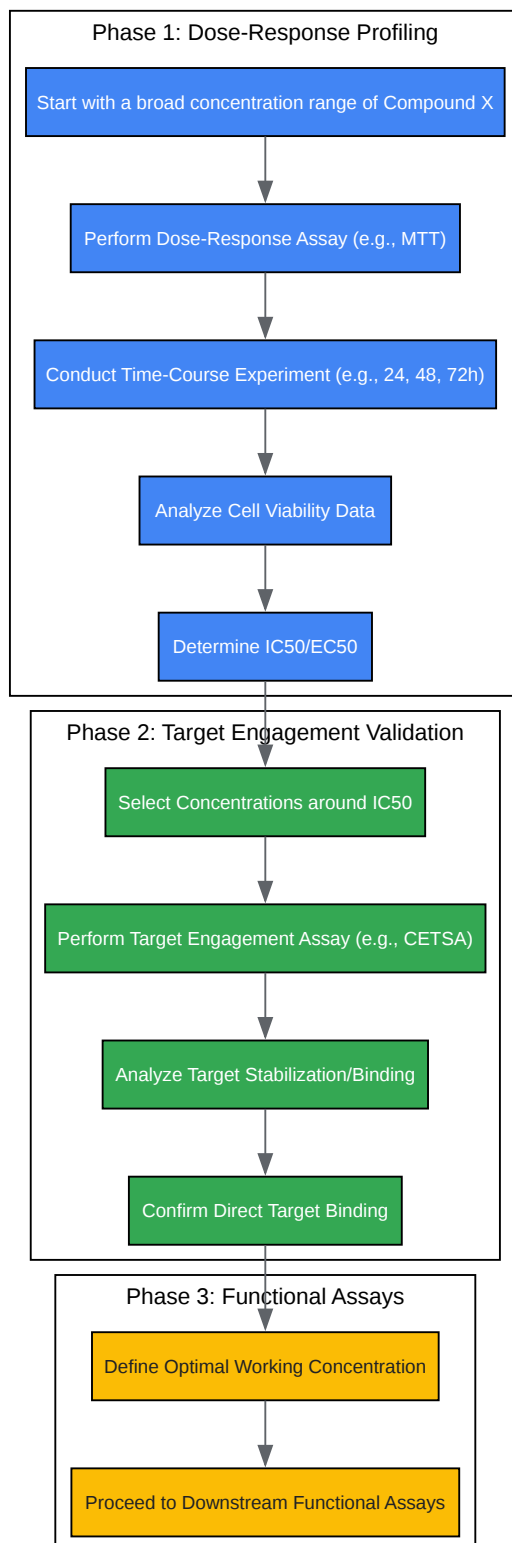 Phase 1: Dose-Response Profiling
Start with a broad concentration range of Compound X
Perform Dose-Response Assay (e.g., MTT)
Conduct Time-Course Experiment (e.g., 24, 48, 72h)
Analyze Cell Viability Data
Determine IC50/EC50
Phase 2: Target Engagement Validation
Select Concentrations around IC50
Perform Target Engagement Assay (e.g., CETSA)
Analyze Target Stabilization/Binding
Confirm Direct Target Binding
Phase 3: Functional Assays
Define Optimal Working Concentration
Proceed to Downstream Functional Assays